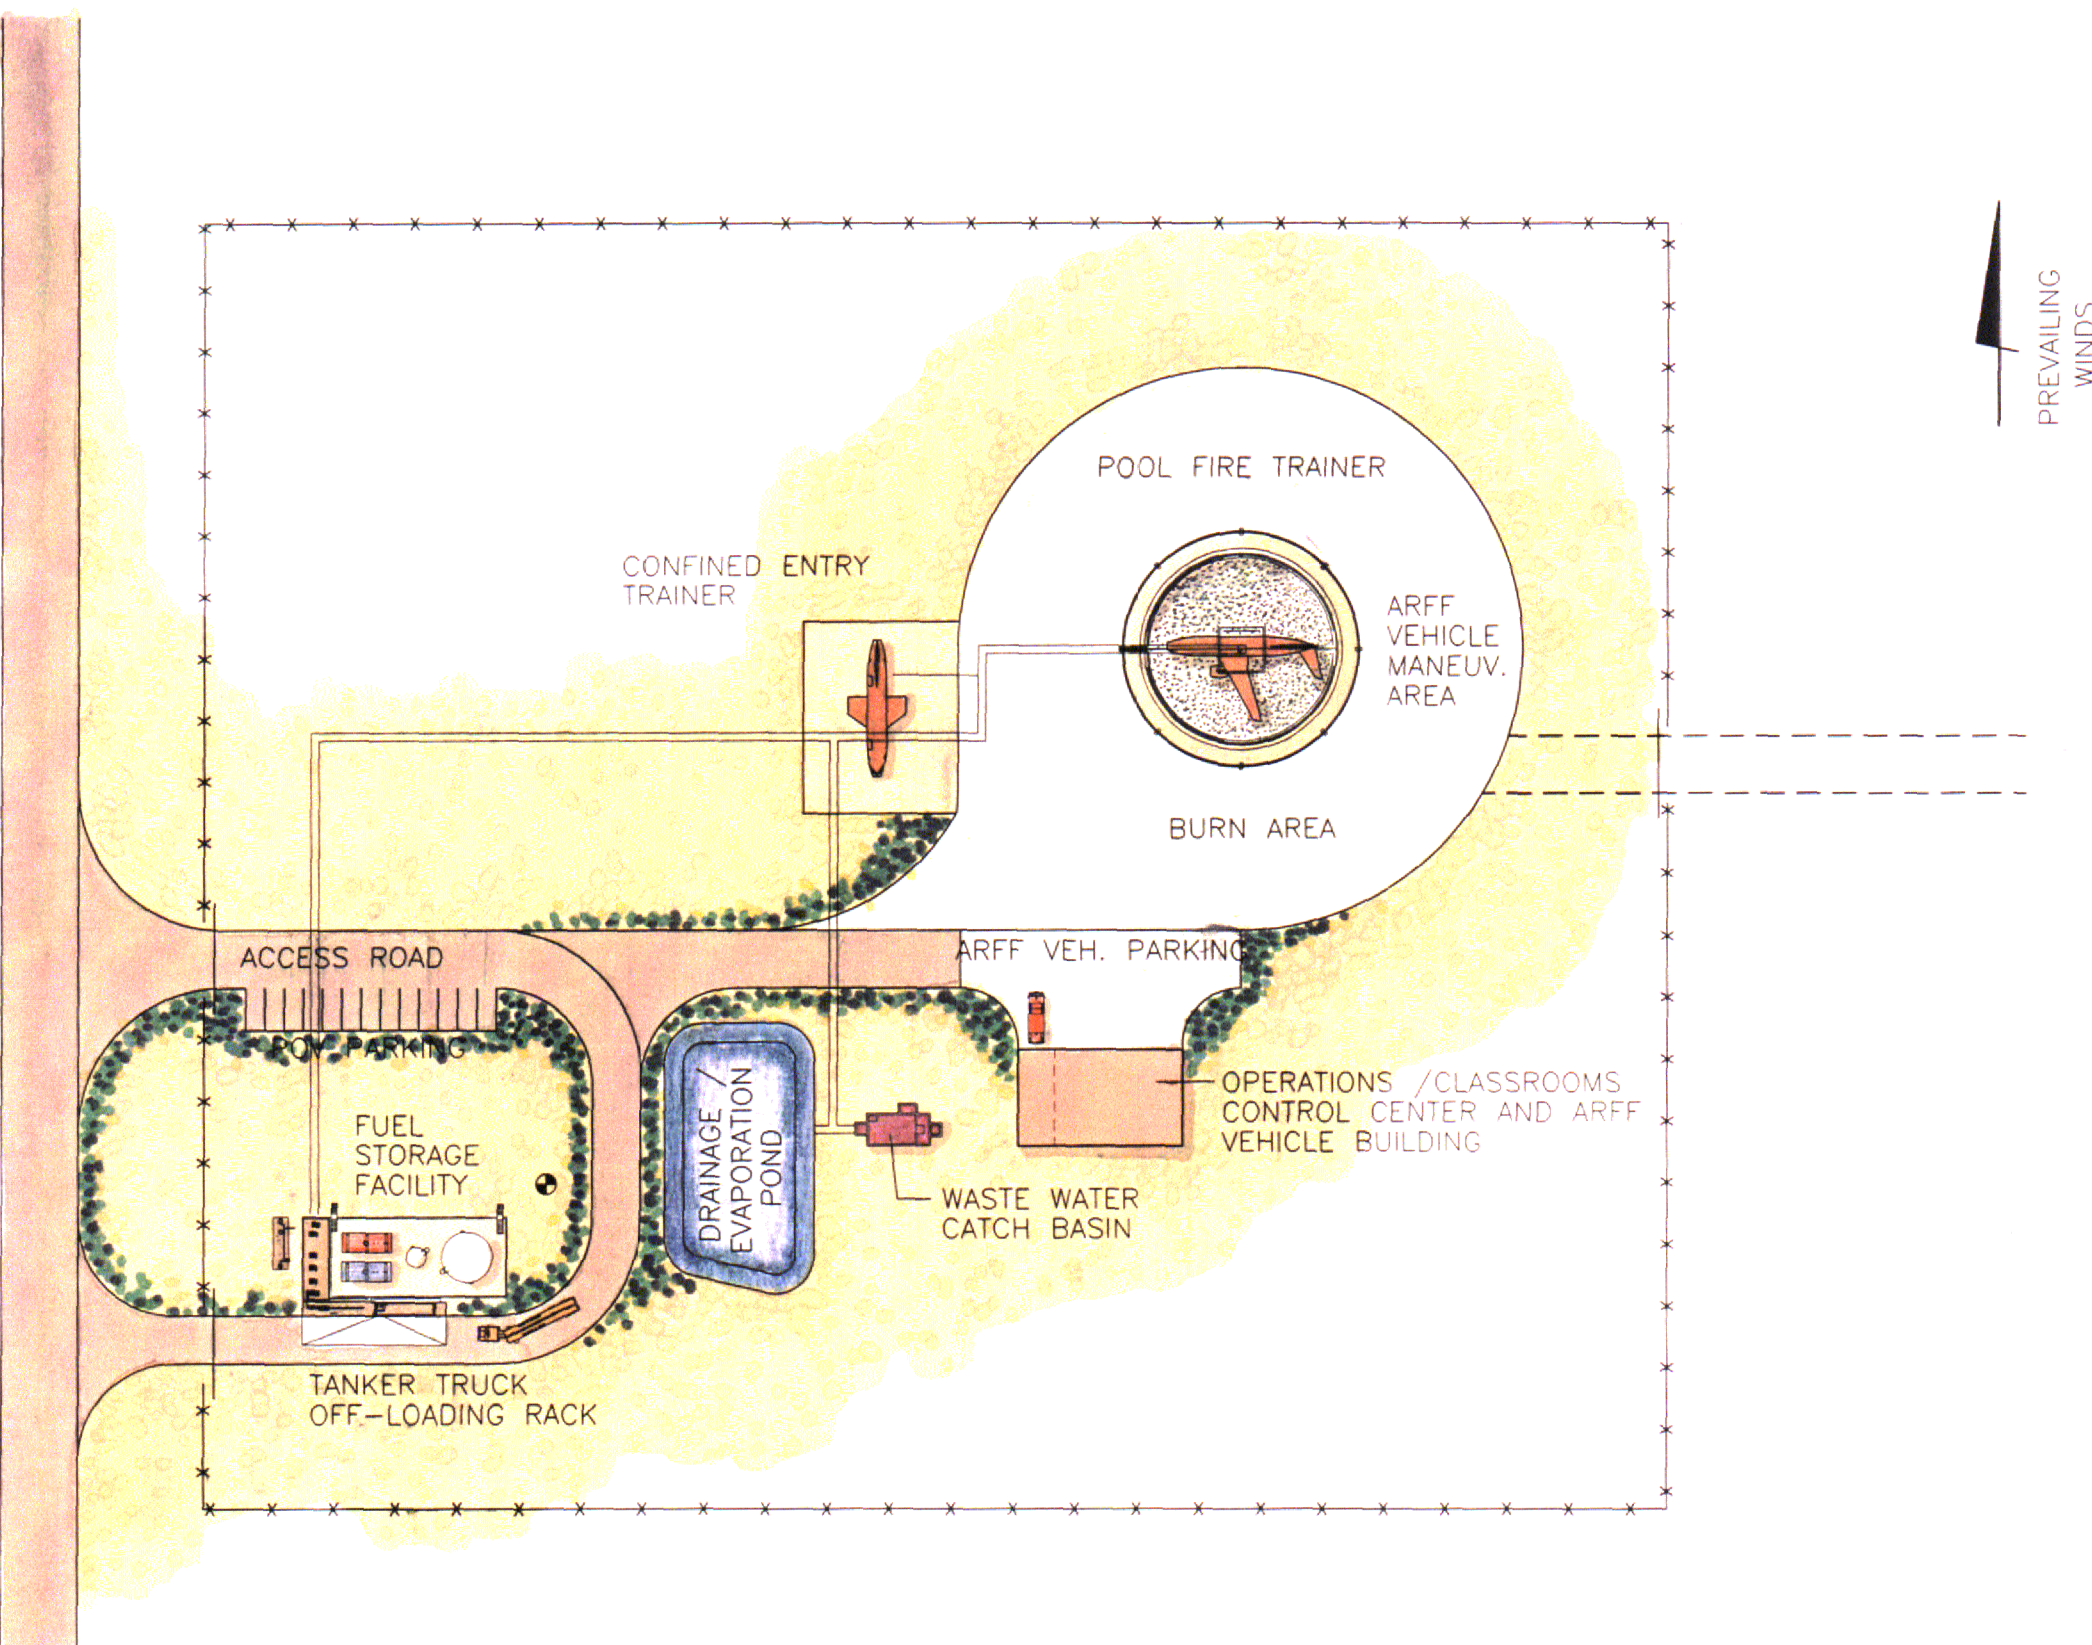 PREVAILING
WINDS
POOL FIRE TRAINER
CONFINED ENTRY
TRAINER
ARFF
VEHICLE
MANEUV.
AREA
BURN AREA
ACCESS ROAD
ARFF VEH. PARKING
POV PARKING
FUEL
STORAGE
FACILITY
DRAINAGE /
EVAPORATION
POND
OPERATIONS /CLASSROOMS
CONTROL CENTER AND ARFF
VEHICLE BUILDING
WASTE WATER
CATCH BASIN
TANKER TRUCK
OFF-LOADING RACK